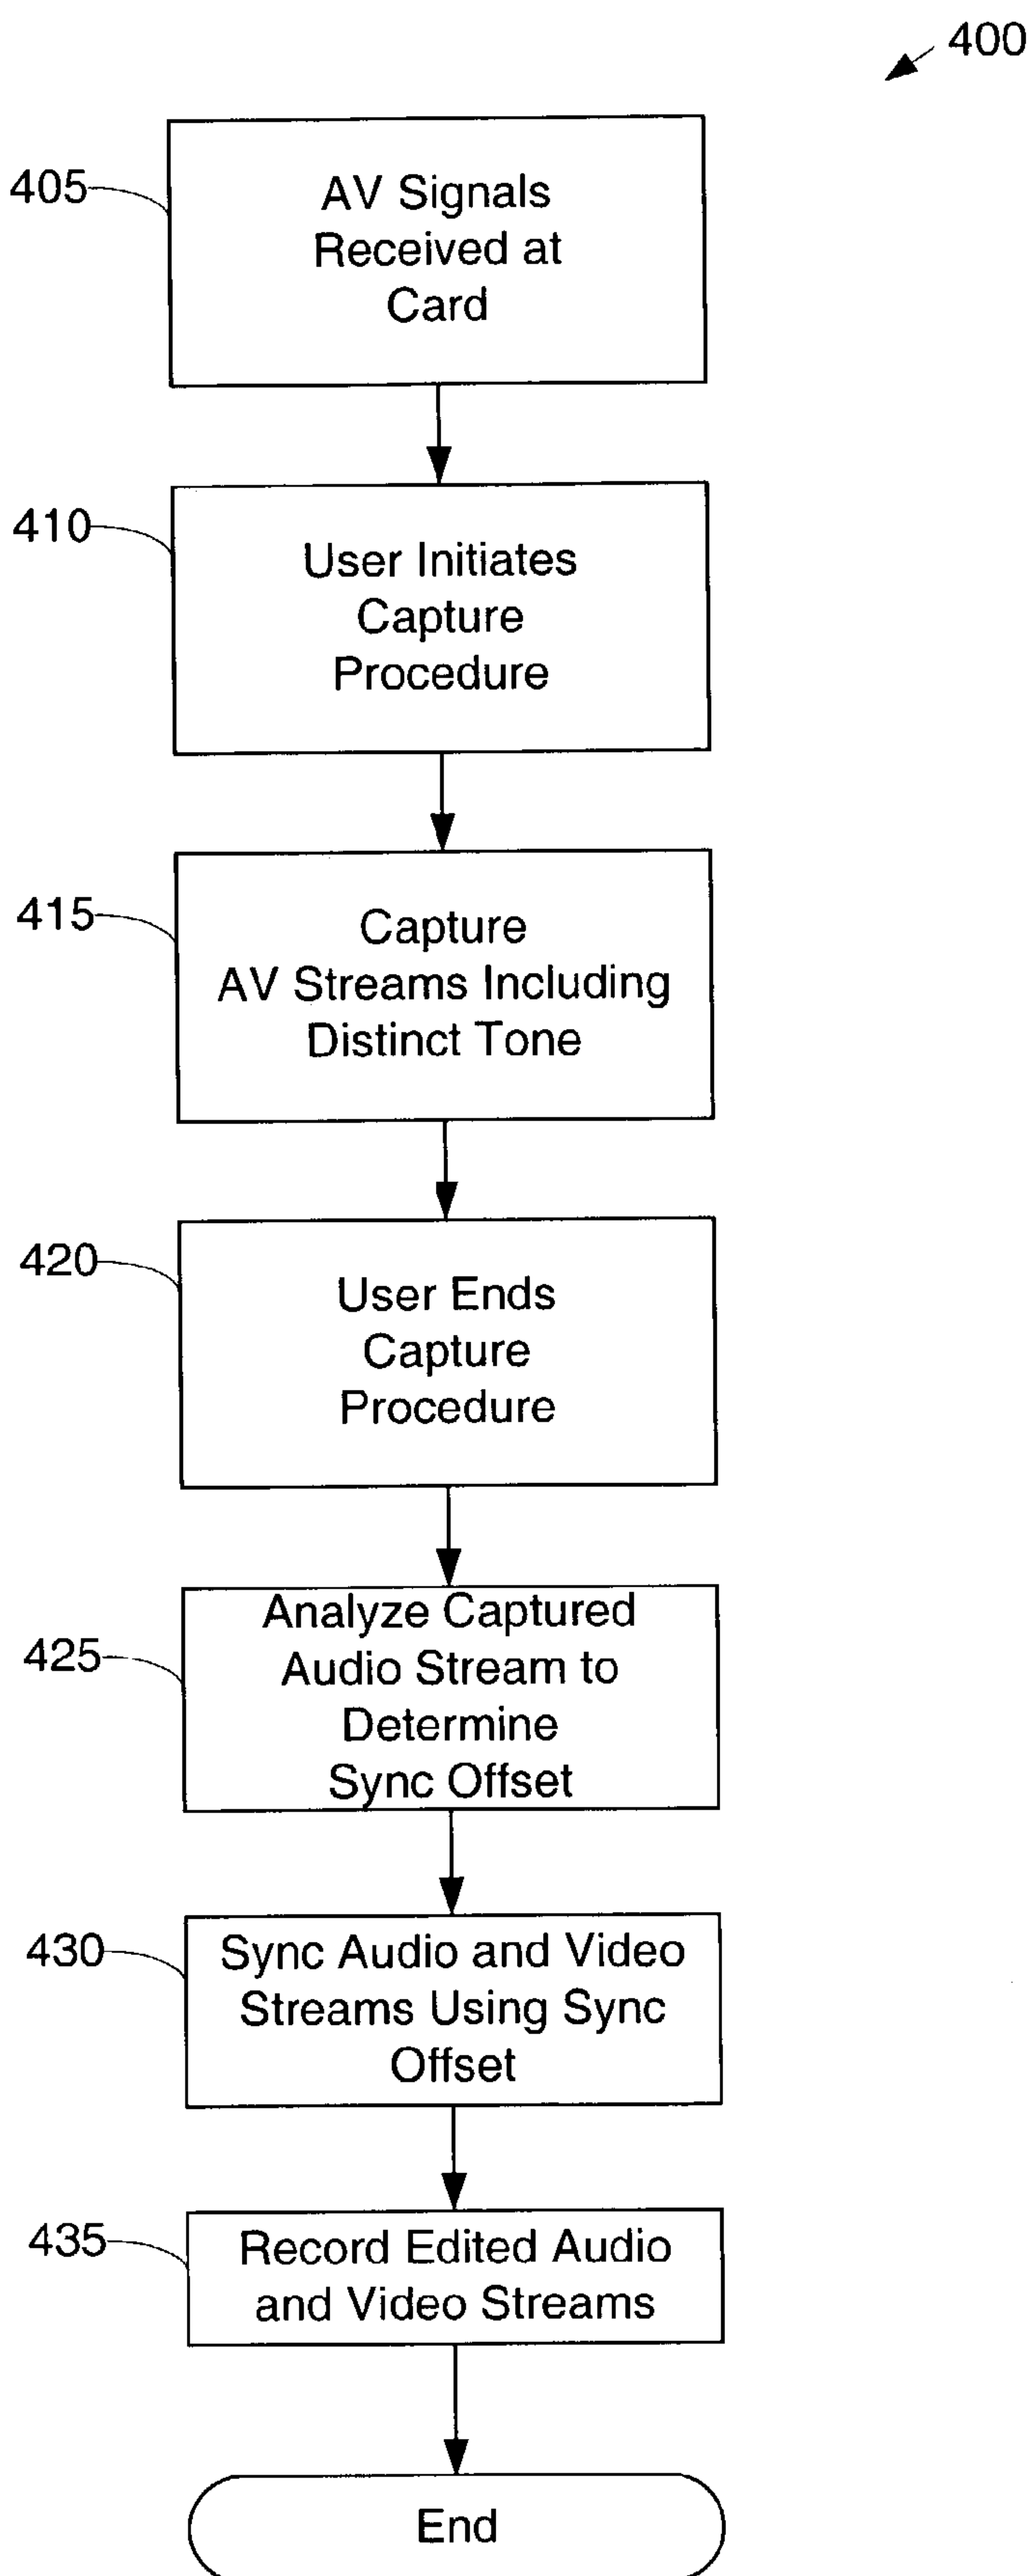 400
405
AV Signals
Received at
Card
410
User Initiates
Capture
Procedure
415
Capture
AV Streams Including
Distinct Tone
420
User Ends
Capture
Procedure
425
Analyze Captured
Audio Stream to
Determine
Sync Offset
430
Sync Audio and Video
Streams Using Sync
Offset
435
Record Edited Audio
and Video Streams
End